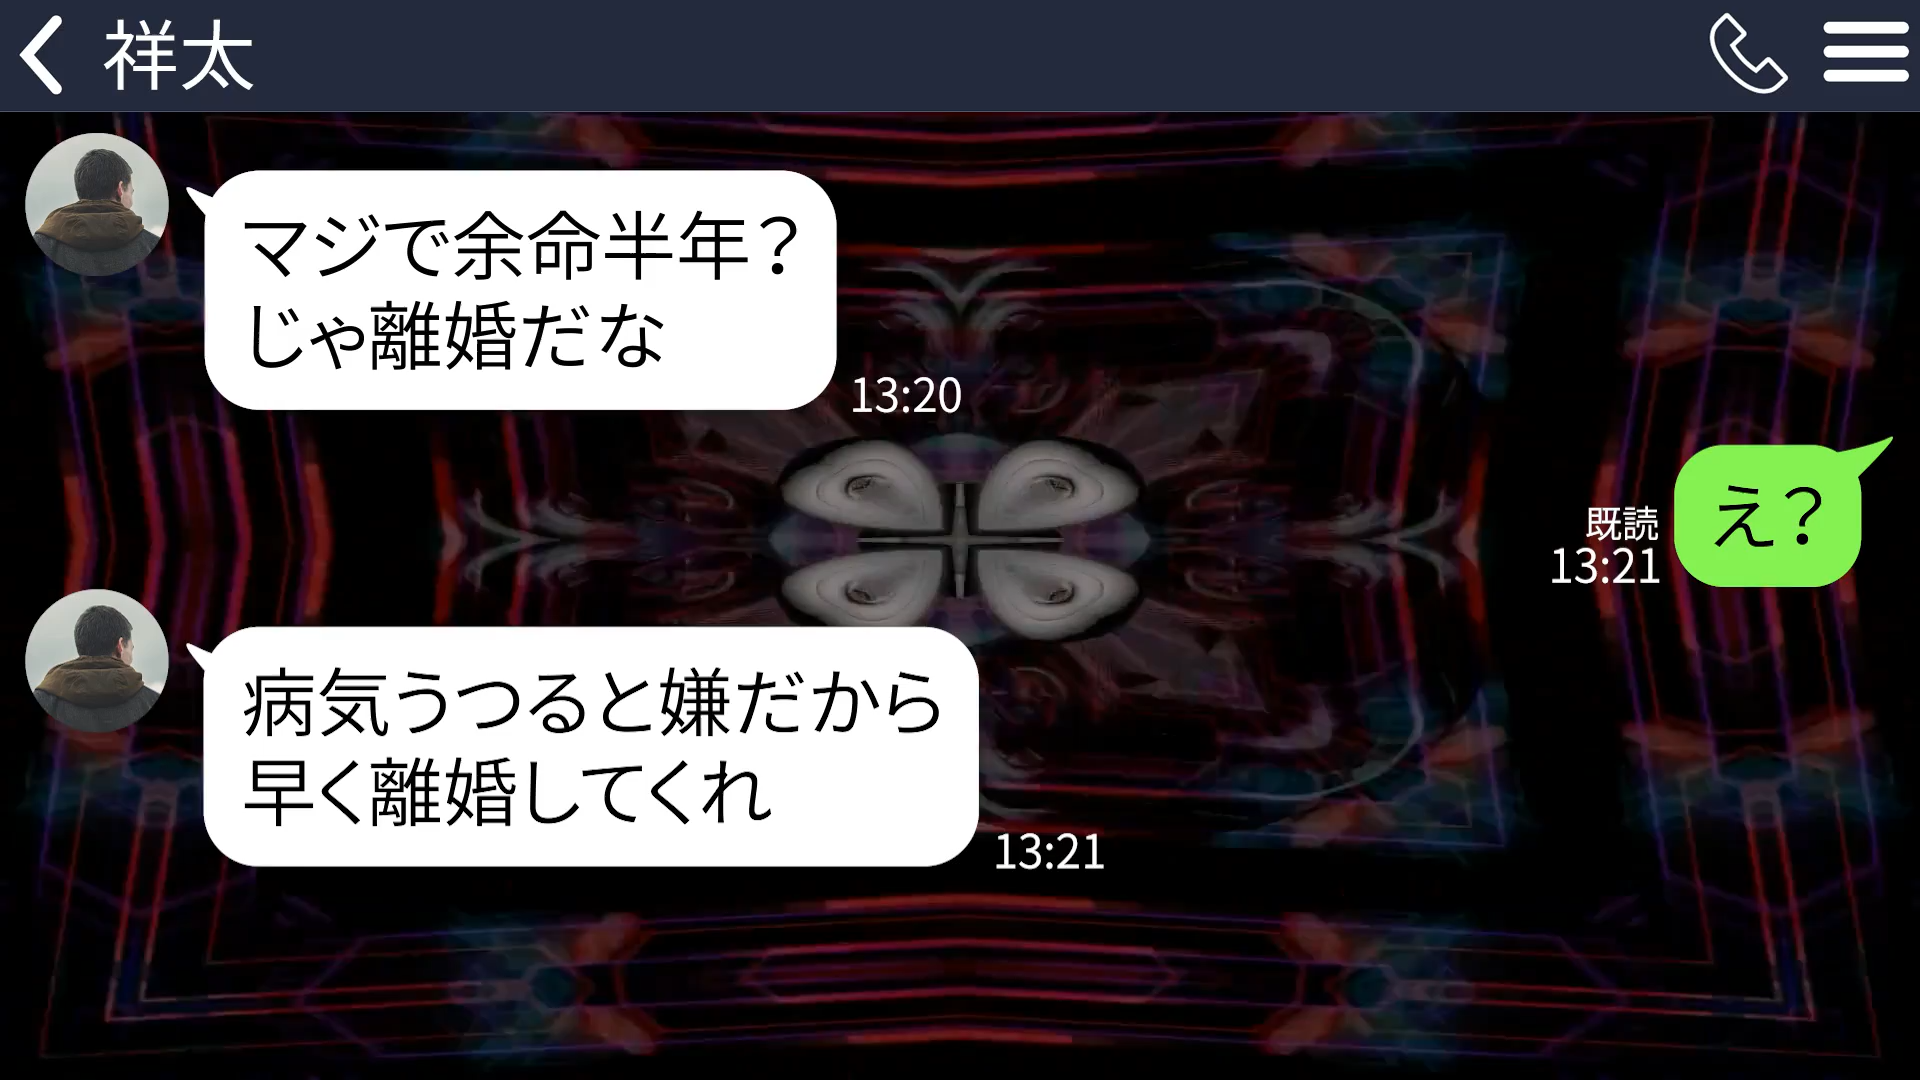 祥太
マジで余命半年？
じゃ離婚だな
13:20
え？
既読
13:21
病気うつると嫌だから
早く離婚してくれ
13:21